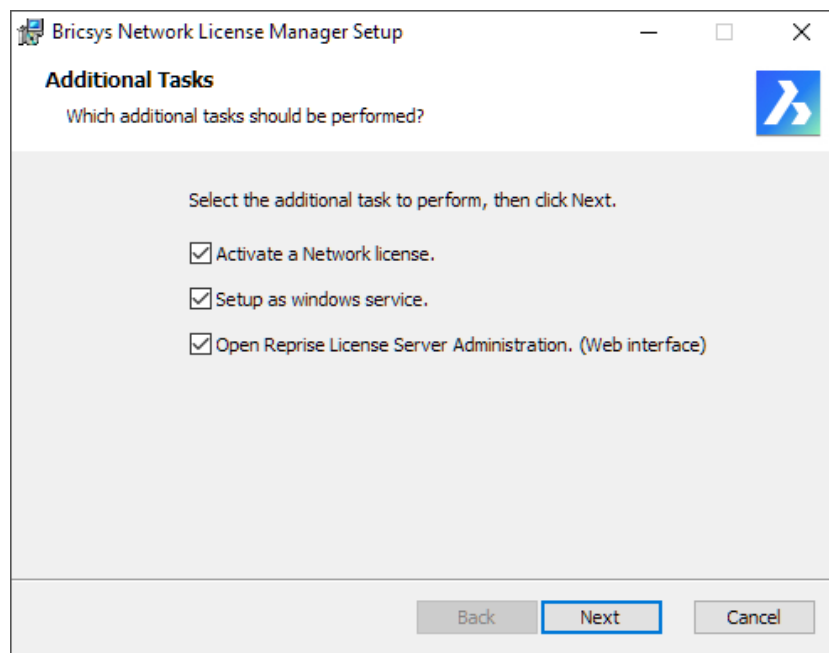 Bricsys Network License Manager Setup
Additional Tasks
Which additional tasks should be performed?
Select the additional task to perform, then click Next.
Activate a Network license.
Setup as windows service.
Open Reprise License Server Administration. (Web interface)
Back Next Cancel